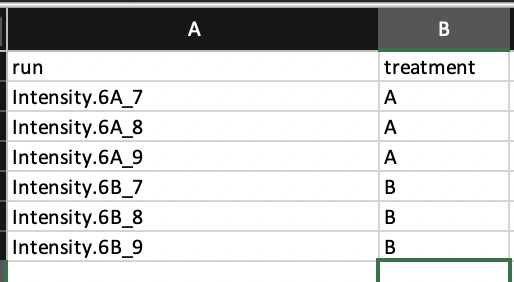 A B
run treatment
Intensity.6A_7 A
Intensity.6A_8 A
Intensity.6A_9 A
Intensity.6B_7 B
Intensity.6B_8 B
Intensity.6B_9 B